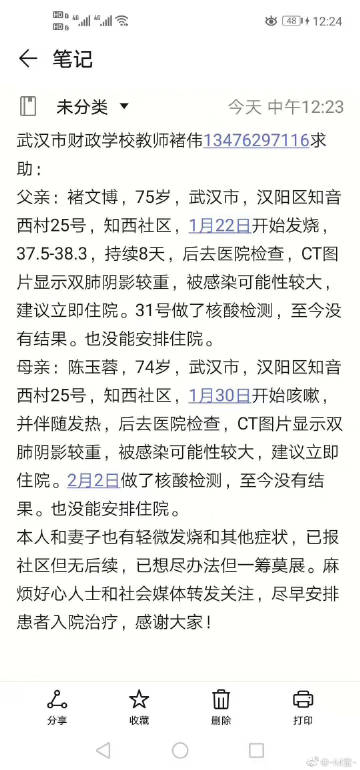 48 12:24
笔记
未分类 今天 中午12:23
武汉市财政学校教师褚伟13476297116求
助：
父亲：褚文博，75岁，武汉市，汉阳区知音
西村25号，知西社区，1月22日开始发烧，
37.5-38.3，持续8天，后去医院检查，CT图
片显示双肺阴影较重，被感染可能性较大，
建议立即住院。31号做了核酸检测，至今没
有结果。也没能安排住院。
母亲：陈玉蓉，74岁，武汉市，汉阳区知音
西村25号，知西社区，1月30日开始咳嗽，
并伴随发热，后去医院检查，CT图片显示双
肺阴影较重，被感染可能性较大，建议立即
住院。2月2日做了核酸检测，至今没有结
果。也没能安排住院。
本人和妻子也有轻微发烧和其他症状，已报
社区但无后续，已想尽办法但一筹莫展。麻
烦好心人士和社会媒体转发关注，尽早安排
患者入院治疗，感谢大家！
分享 收藏 删除 打印